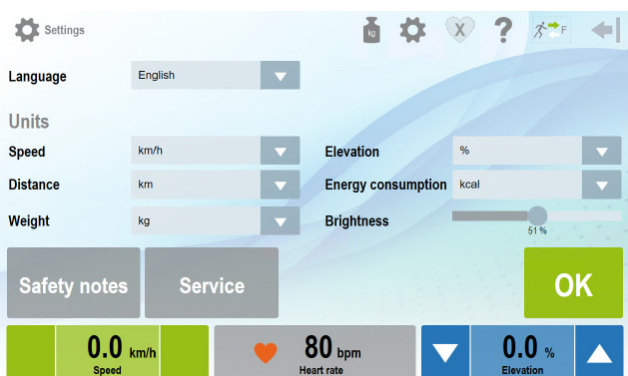 Settings
kg
X
?
F
Language English
Units
Speed km/h Elevation %
Distance km Energy consumption kcal
Weight kg Brightness
51 %
Safety notes Service OK
0.0 km/h 80 bpm 0.0 %
Speed Heart rate Elevation